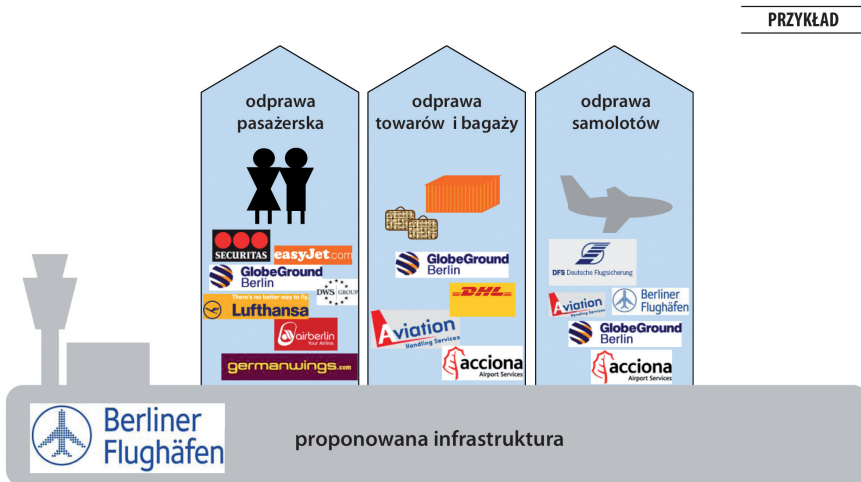 PRZYKŁAD
odprawa
pasażerska
SECURITAS
easyJet.com
GlobeGround
Berlin
DWS GROUP
There's no better way to fly.
Lufthansa
airberlin
Your Airline.
germanwings.com
odprawa
towarów i bagaży
GlobeGround
Berlin
DHL
Aviation
Handling Services
acciona
Airport Services
odprawa
samolotów
DFS Deutsche Flugsicherung
Aviation
Handling Services
Berliner
Flughäfen
GlobeGround
Berlin
acciona
Airport Services
Berliner
Flughäfen
proponowana infrastruktura